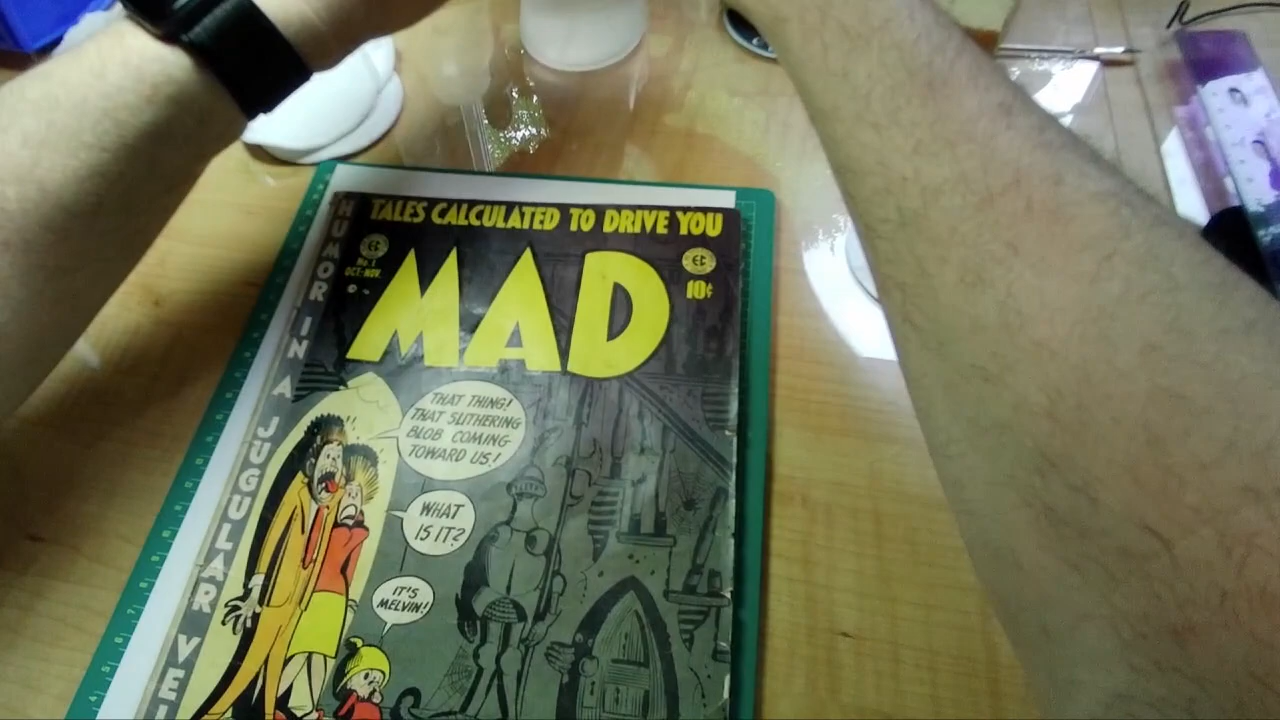 TALES CALCULATED TO DRIVE YOU
MAD
EC
No. 1
OCT.-NOV.
EC
10¢
HUMOR IN A JUGULAR VEI
THAT THING!
THAT SLITHERING
BLOB COMING
TOWARD US!
WHAT
IS IT?
IT'S
MELVIN!